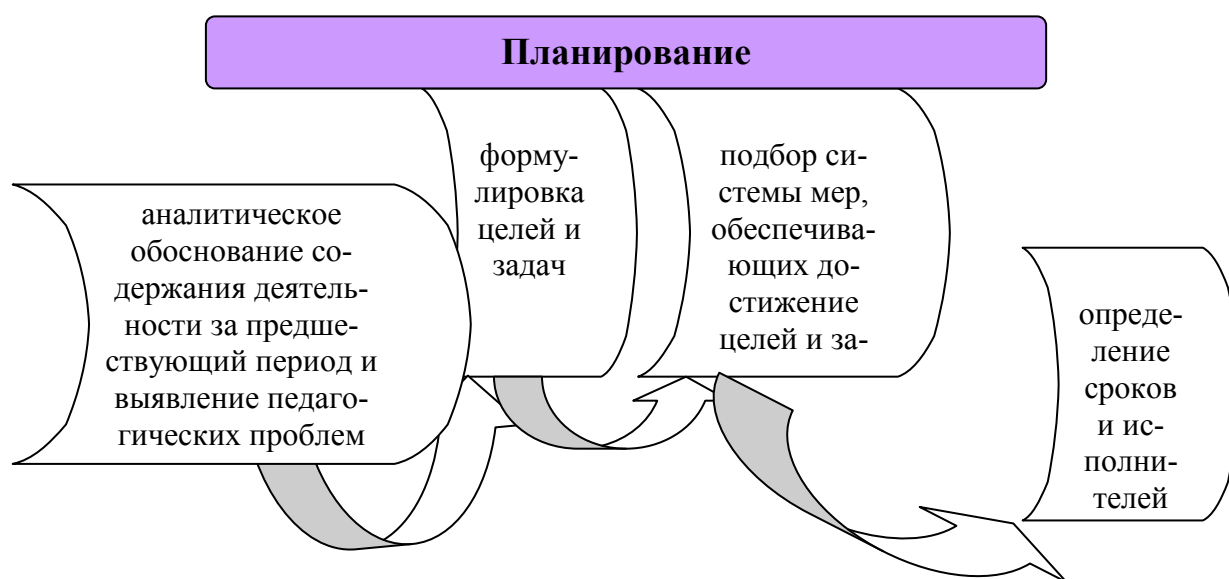 Планирование
аналитическое
обоснование со-
держания деятель-
ности за предше-
ствующий период и
выявление педаго-
гических проблем
форму-
лировка
целей и
задач
подбор си-
стемы мер,
обеспечива-
ющих до-
стижение
целей и за-
опреде-
ление
сроков
и ис-
полни-
телей